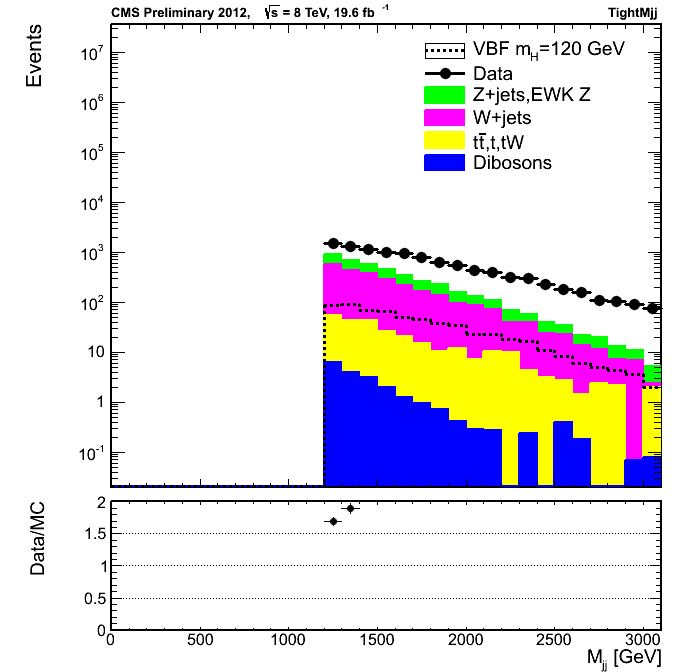 CMS Preliminary 2012, √s = 8 TeV, 19.6 fb⁻¹ TightMjj
Events
10⁷
10⁶
10⁵
10⁴
10³
10²
10
1
10⁻¹
VBF m_H=120 GeV
Data
Z+jets,EWK Z
W+jets
tt̄,t,tW
Dibosons
Data/MC
2
1.5
1
0.5
0
0 500 1000 1500 2000 2500 3000
M_jj [GeV]